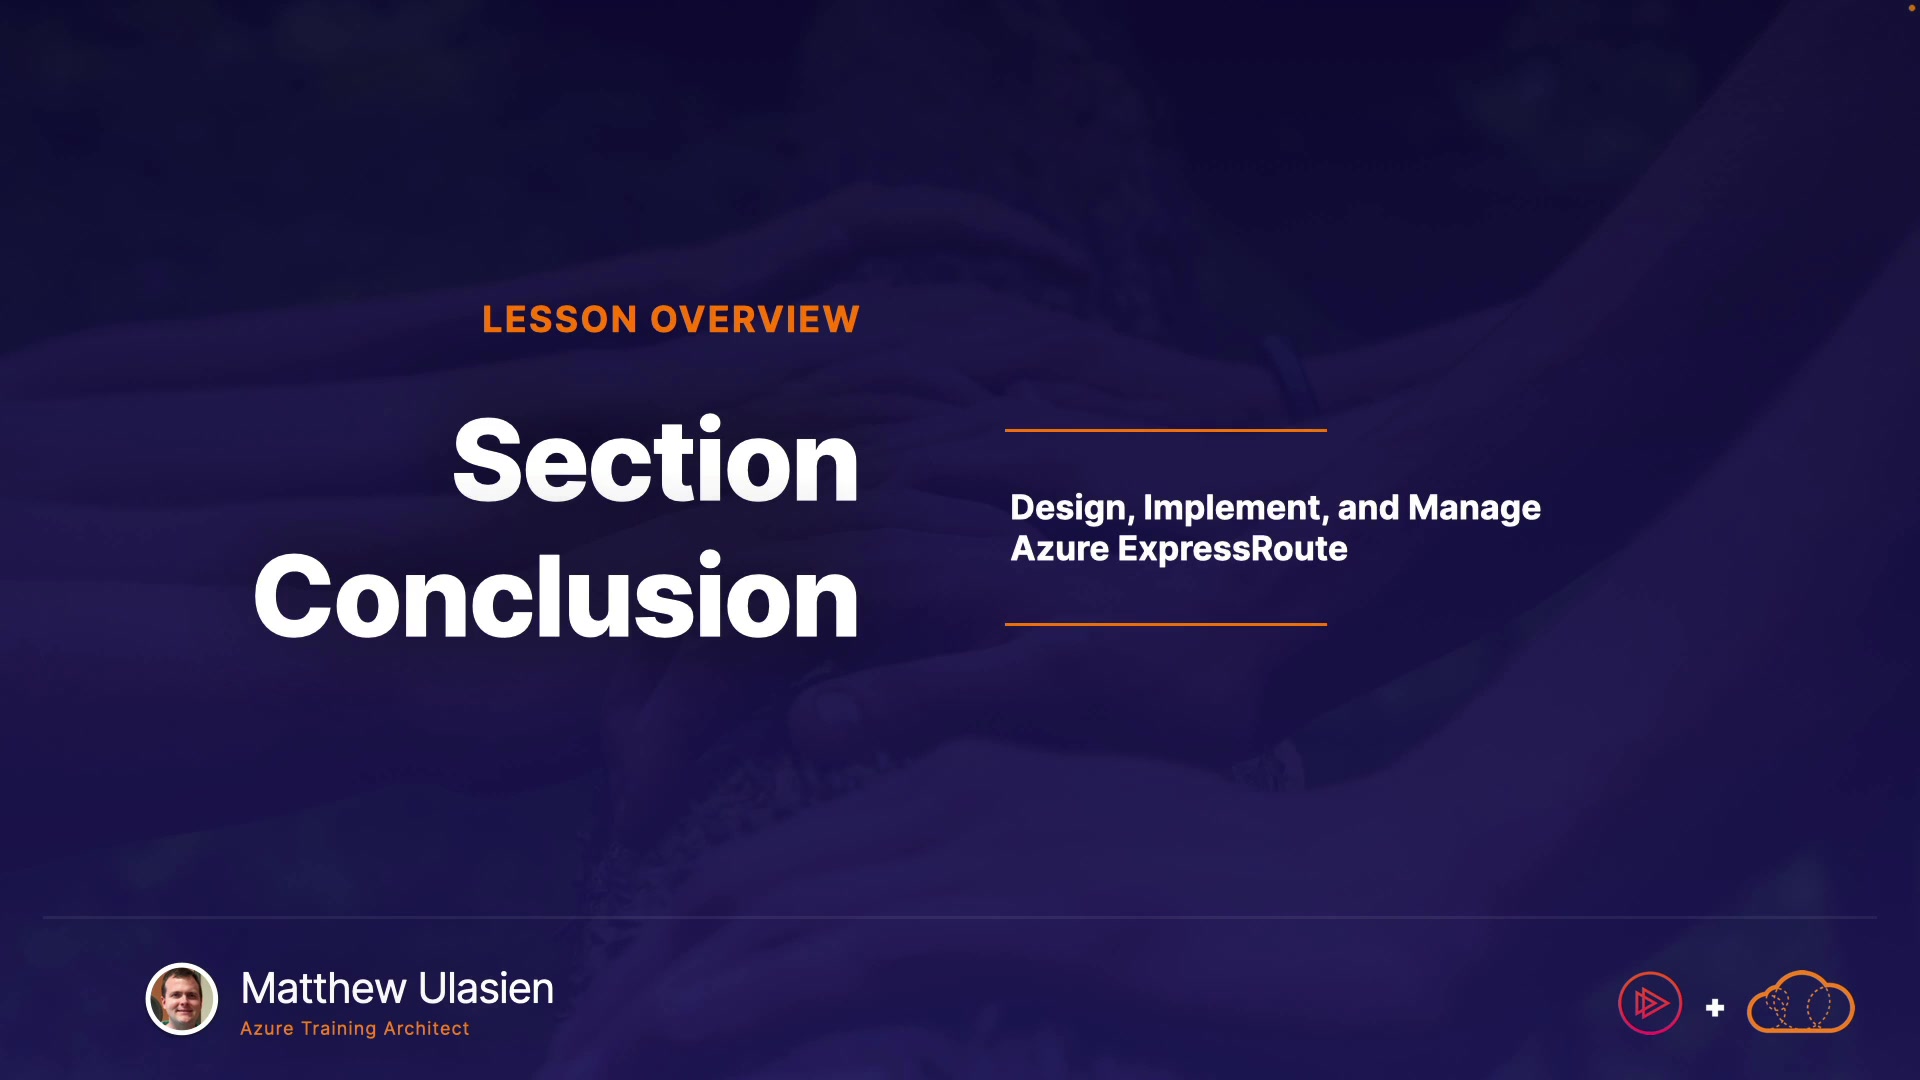 LESSON OVERVIEW
Section
Conclusion
Design, Implement, and Manage
Azure ExpressRoute
Matthew Ulasien
Azure Training Architect